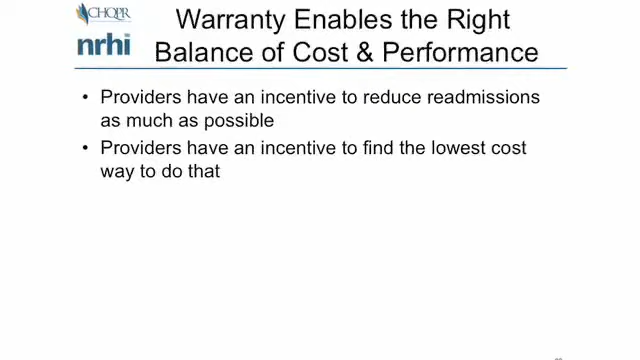 CHQPR
nrhi
Warranty Enables the Right
Balance of Cost & Performance
• Providers have an incentive to reduce readmissions
as much as possible
• Providers have an incentive to find the lowest cost
way to do that